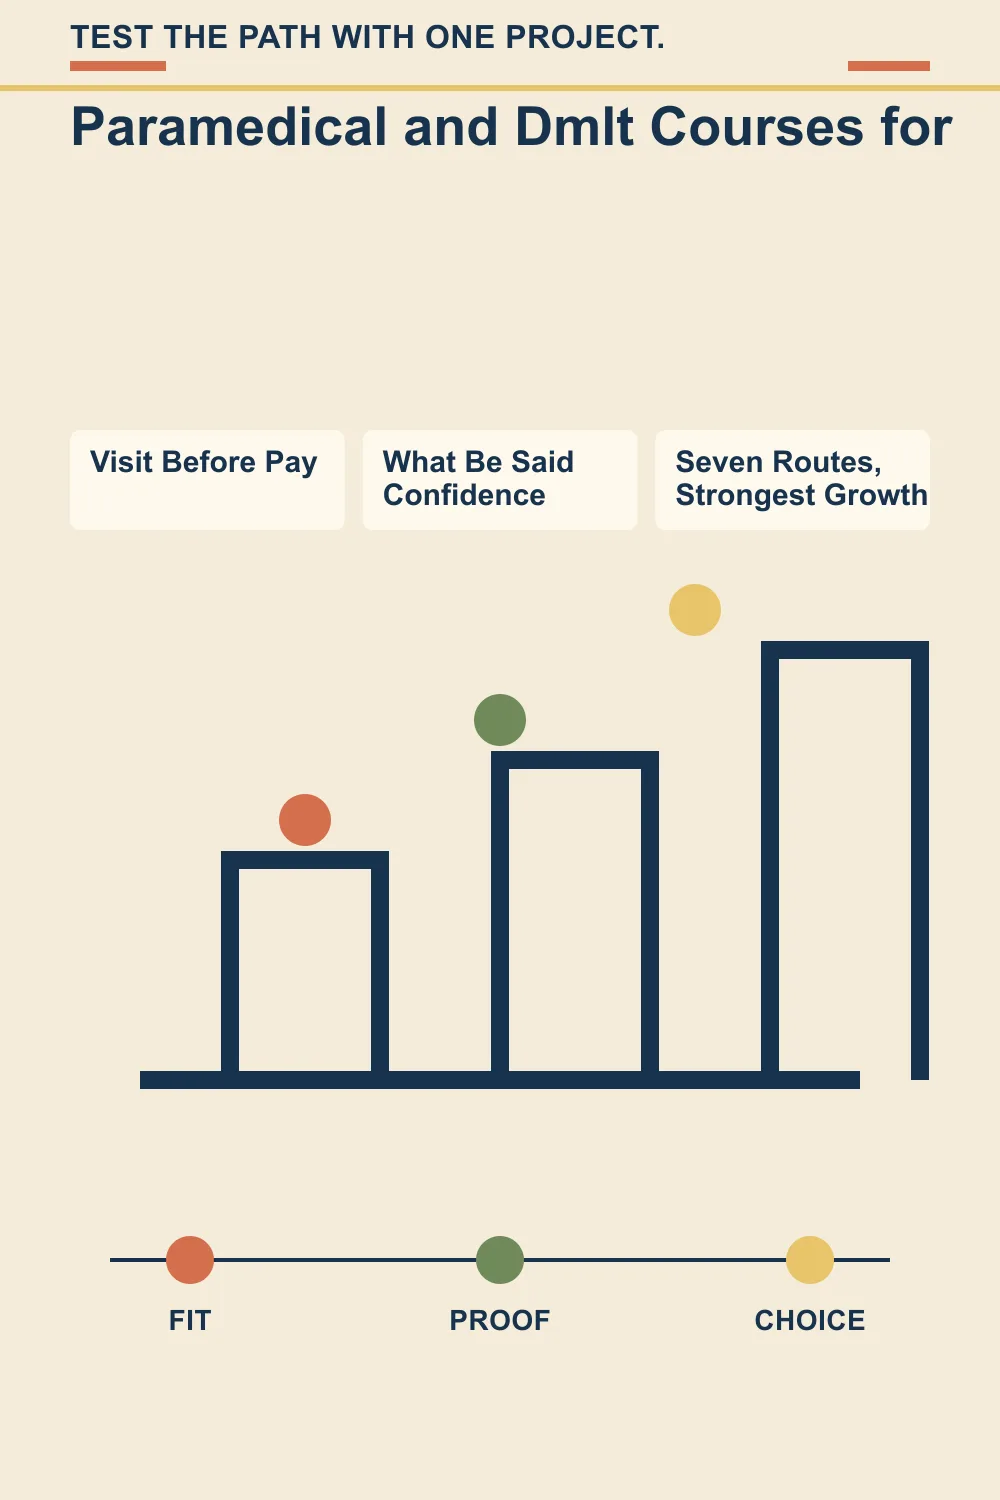 TEST THE PATH WITH ONE PROJECT.
Paramedical and Dmlt Courses for
Visit Before Pay
What Be Said
Confidence
Seven Routes,
Strongest Growth
FIT
PROOF
CHOICE